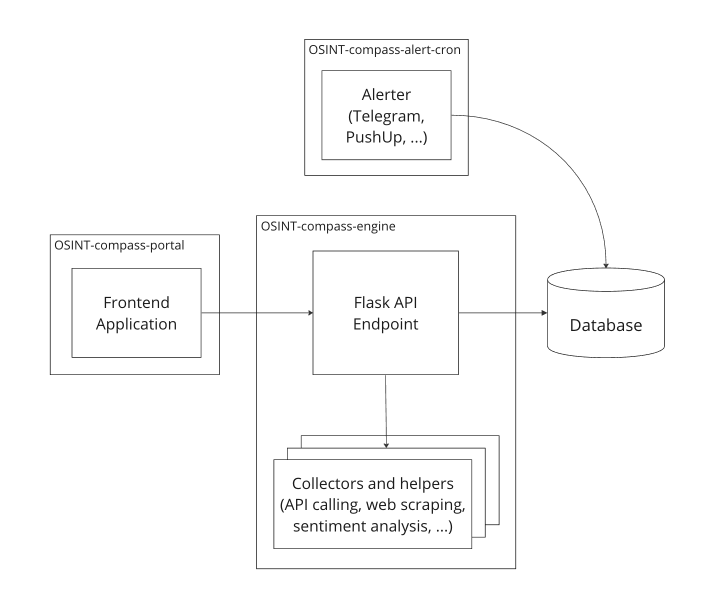 OSINT-compass-alert-cron
Alerter
(Telegram,
PushUp, ...)
OSINT-compass-portal
Frontend
Application
OSINT-compass-engine
Flask API
Endpoint
Database
Collectors and helpers
(API calling, web scraping,
sentiment analysis, ...)